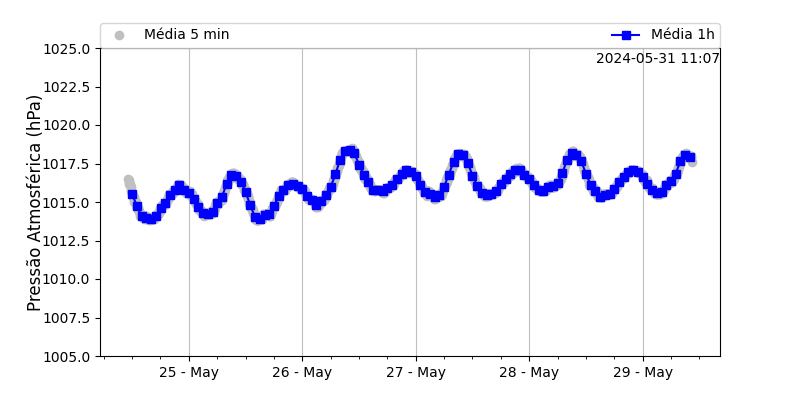 Média 5 min
Média 1h
2024-05-31 11:07
Pressão Atmosférica (hPa)
1025.0
1022.5
1020.0
1017.5
1015.0
1012.5
1010.0
1007.5
1005.0
25 - May
26 - May
27 - May
28 - May
29 - May